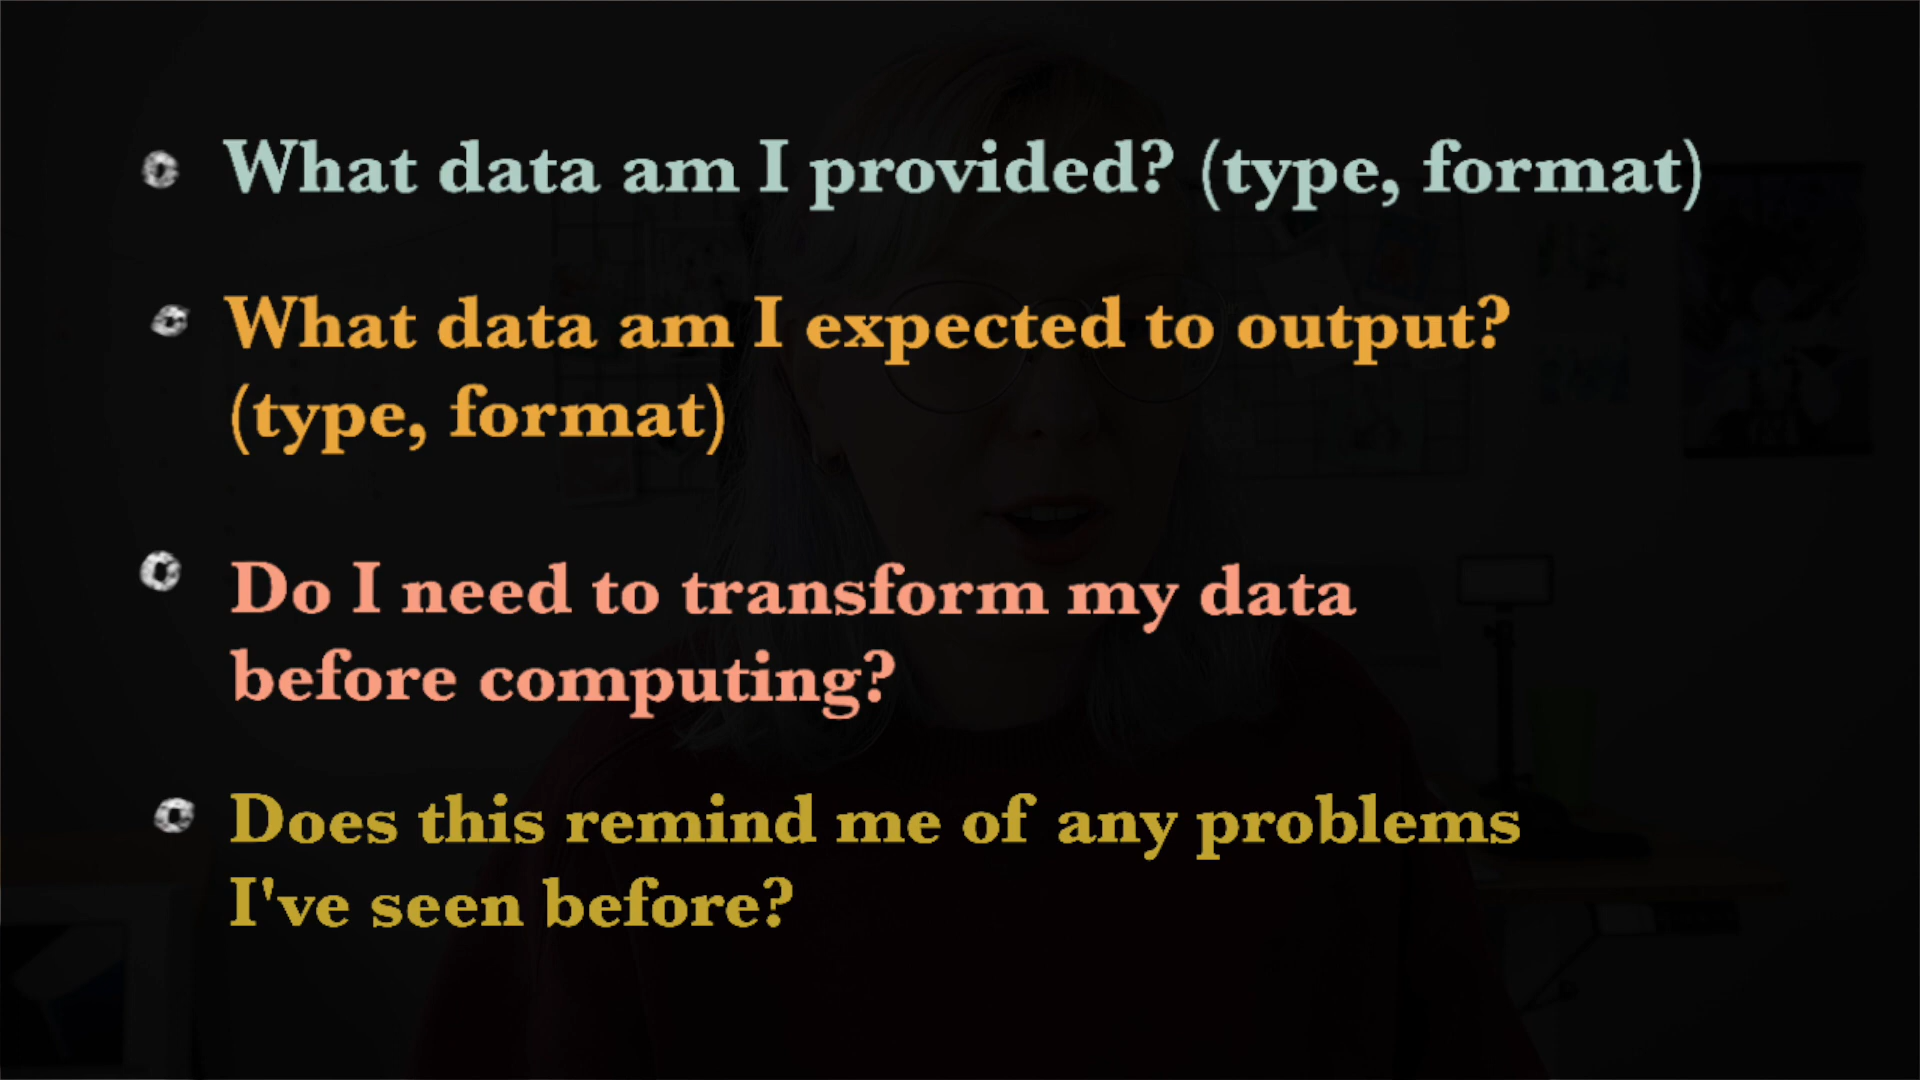 What data am I provided? (type, format)
What data am I expected to output?
(type, format)
Do I need to transform my data
before computing?
Does this remind me of any problems
I've seen before?